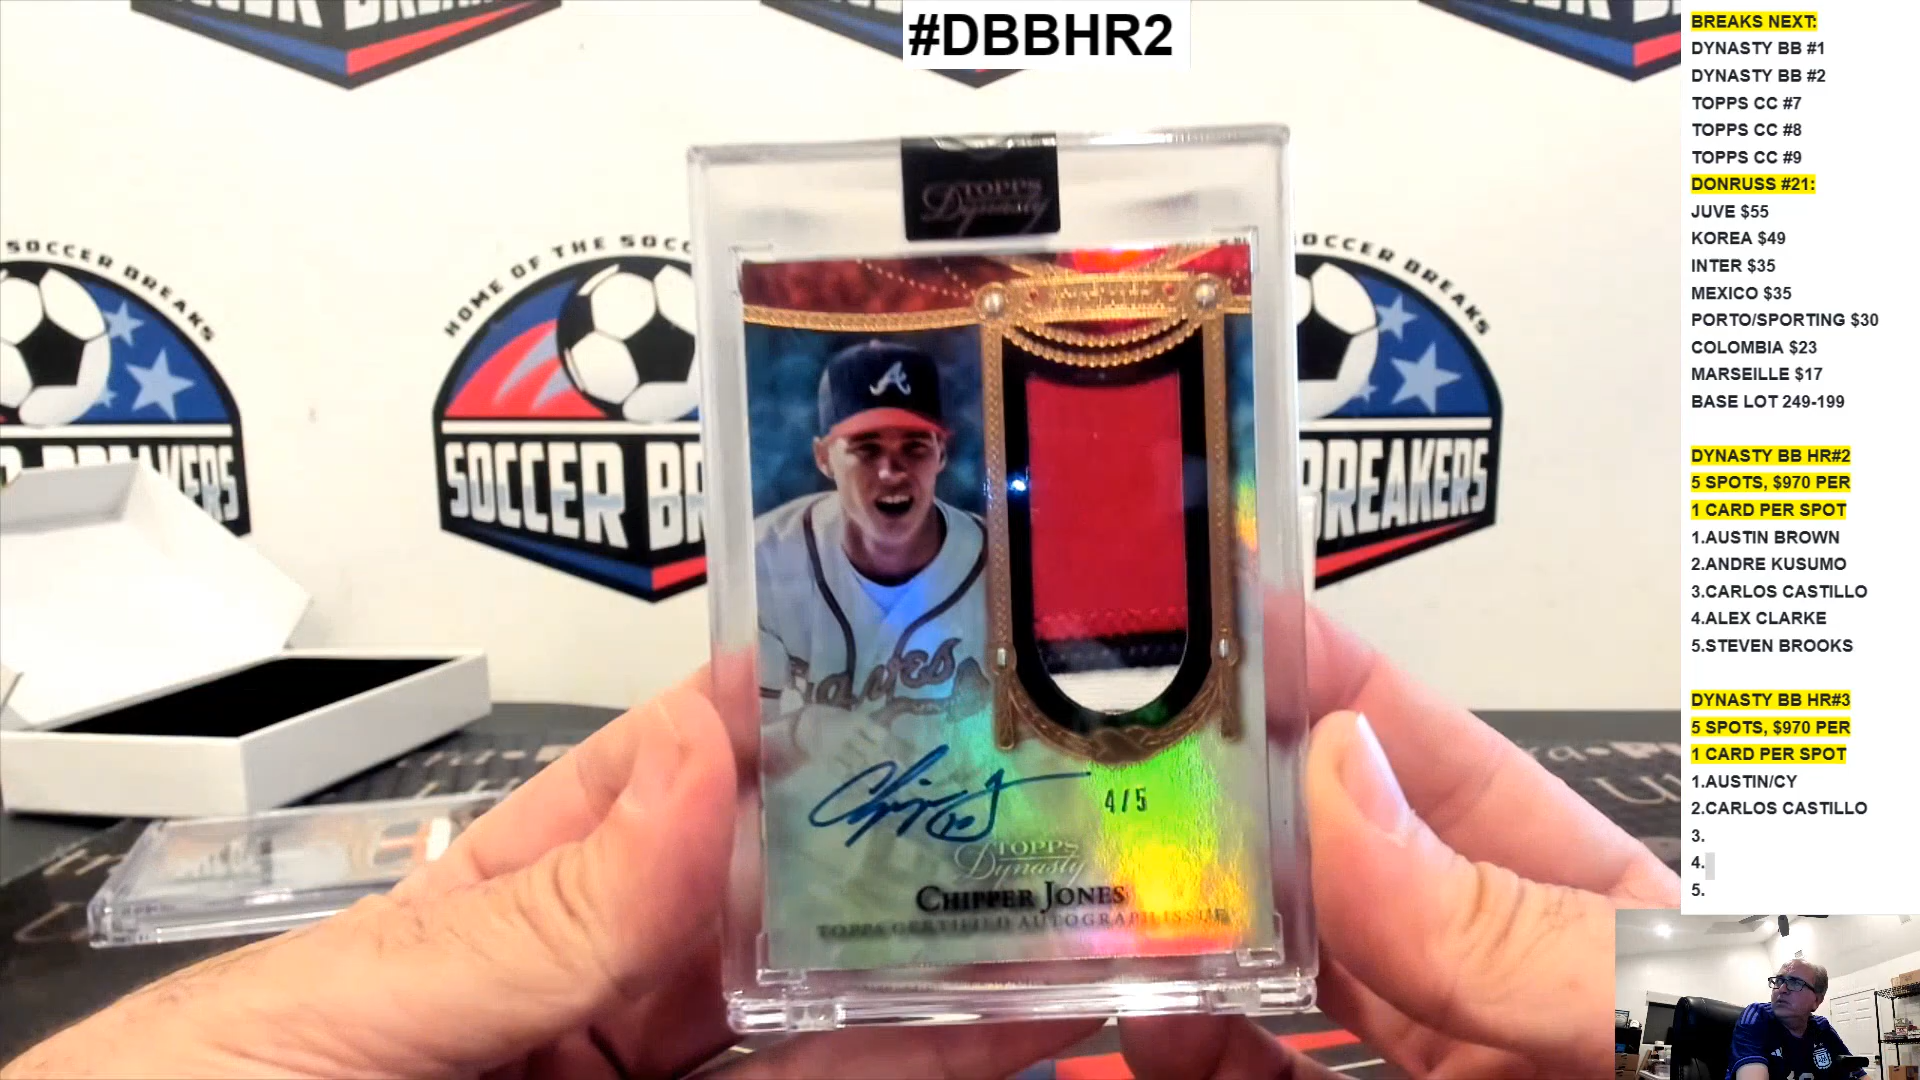 #DBBHR2
BREAKS NEXT:
DYNASTY BB #1
DYNASTY BB #2
TOPPS CC #7
TOPPS CC #8
TOPPS CC #9
DONRUSS #21:
JUVE $55
KOREA $49
INTER $35
MEXICO $35
PORTO/SPORTING $30
COLOMBIA $23
MARSEILLE $17
BASE LOT 249-199
DYNASTY BB HR#2
5 SPOTS, $970 PER
1 CARD PER SPOT
1.AUSTIN BROWN
2.ANDRE KUSUMO
3.CARLOS CASTILLO
4.ALEX CLARKE
5.STEVEN BROOKS
DYNASTY BB HR#3
5 SPOTS, $970 PER
1 CARD PER SPOT
1.AUSTIN/CY
2.CARLOS CASTILLO
3.
4.
5.
TOPPS
Dynasty
A
Braves
4/5
TOPPS
Dynasty
CHIPPER JONES
TOPPS CERTIFIED AUTOGRAPH ISSUE
SOCCER BREAKS
HOME OF THE SOCC
OCCER BREAKS
R BREAKERS
SOCCER BR
BREAKERS